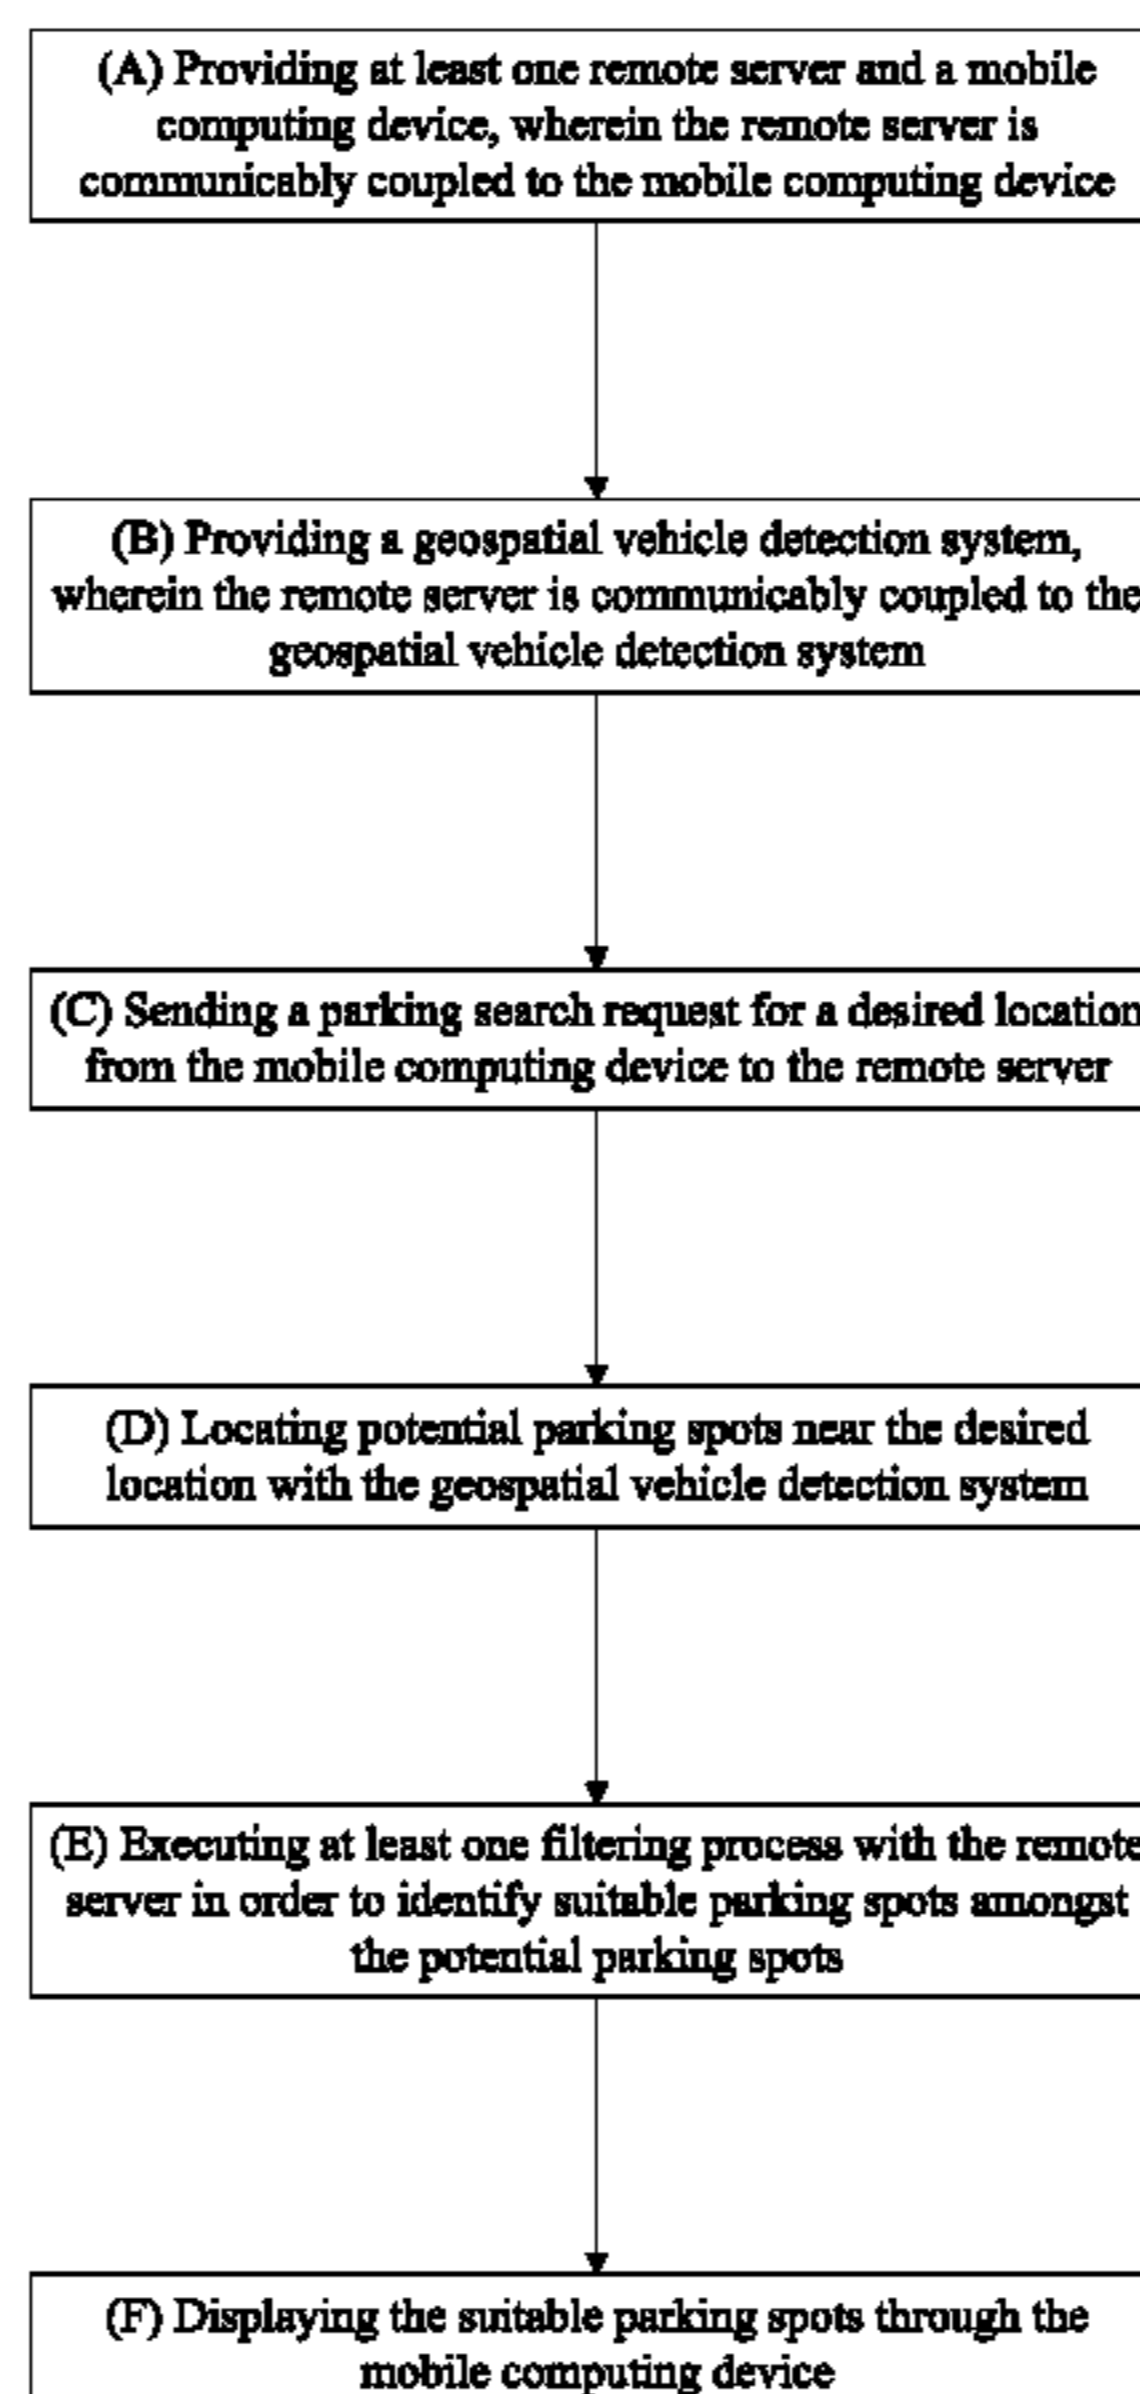 (A) Providing at least one remote server and a mobile
computing device, wherein the remote server is
communicably coupled to the mobile computing device
(B) Providing a geospatial vehicle detection system,
wherein the remote server is communicably coupled to the
geospatial vehicle detection system
(C) Sending a parking search request for a desired location
from the mobile computing device to the remote server
(D) Locating potential parking spots near the desired
location with the geospatial vehicle detection system
(E) Executing at least one filtering process with the remote
server in order to identify suitable parking spots amongst
the potential parking spots
(F) Displaying the suitable parking spots through the
mobile computing device